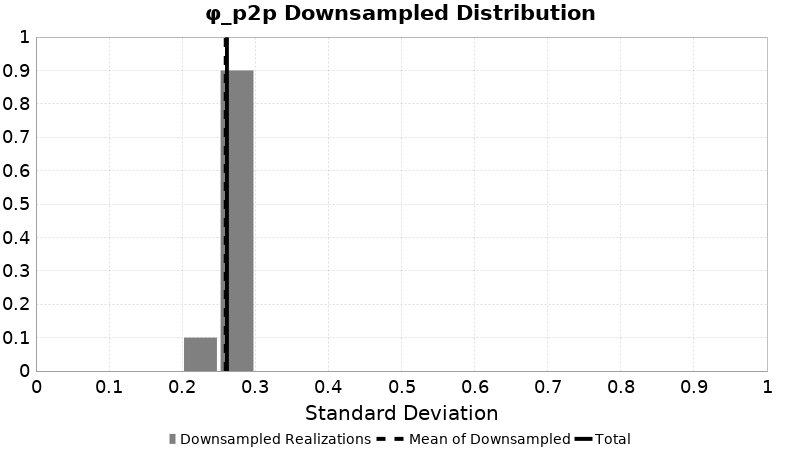 φ_p2p Downsampled Distribution
1
0.9
0.8
0.7
0.6
0.5
0.4
0.3
0.2
0.1
0
0 0.1 0.2 0.3 0.4 0.5 0.6 0.7 0.8 0.9 1
Standard Deviation
Downsampled Realizations Mean of Downsampled Total